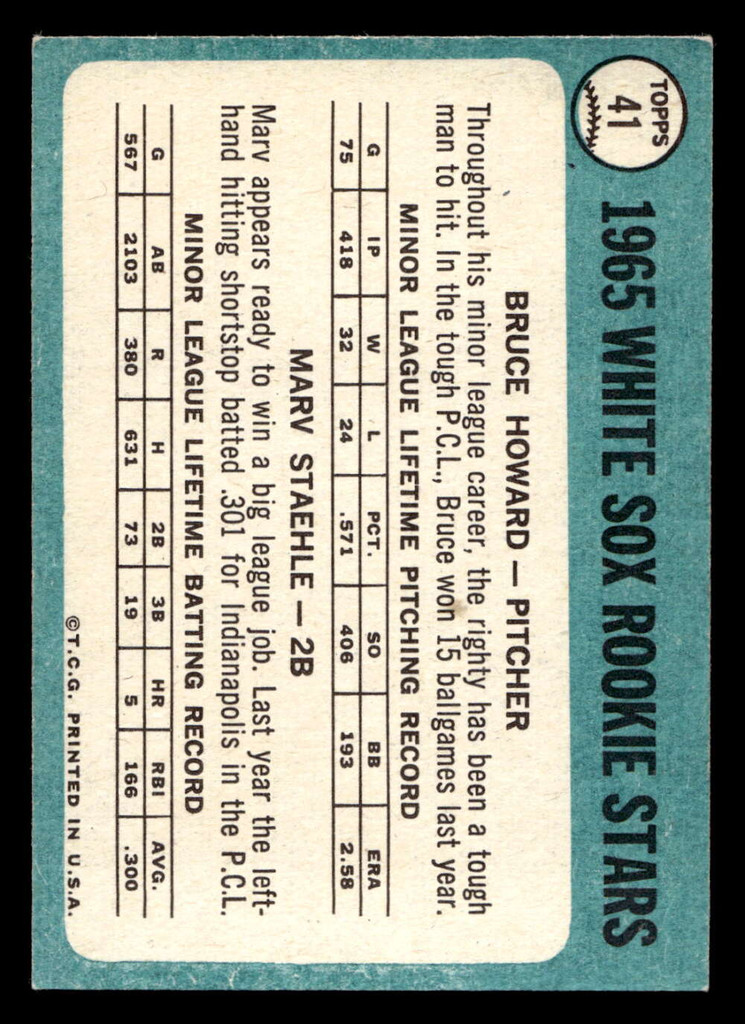 TOPPS
41
1965 WHITE SOX ROOKIE STARS
BRUCE HOWARD — PITCHER
Throughout his minor league career, the righty has been a tough
man to hit. In the tough P.C.L., Bruce won 15 ballgames last year.
MINOR LEAGUE LIFETIME PITCHING RECORD
G IP W L PCT. SO BB ERA
75 418 32 24 .571 406 193 2.58
MARV STAEHLE — 2B
Marv appears ready to win a big league job. Last year the left-
hand hitting shortstop batted .301 for Indianapolis in the P.C.L.
MINOR LEAGUE LIFETIME BATTING RECORD
G AB R H 2B 3B HR RBI AVG.
567 2103 380 631 73 19 5 166 .300
©T.C.G. PRINTED IN U.S.A.